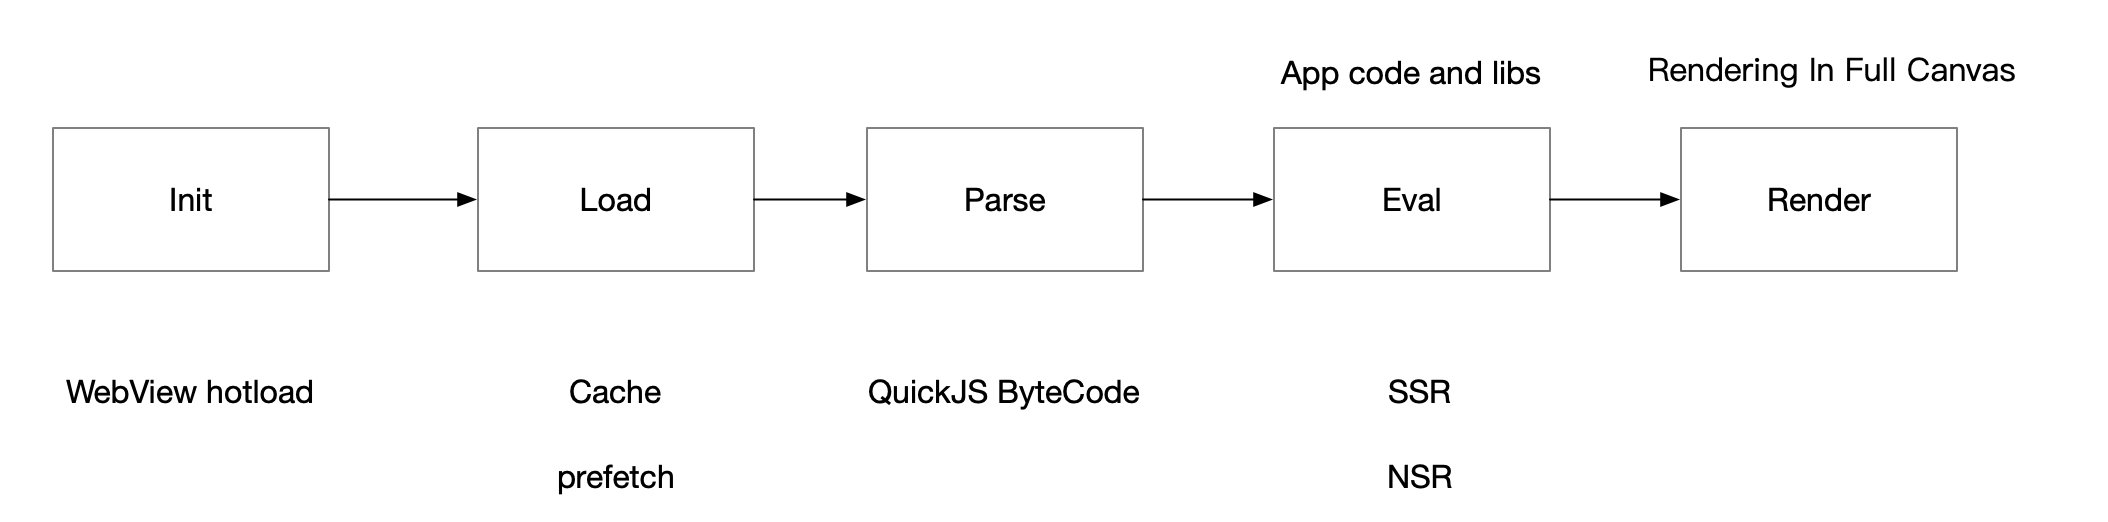 App code and libs
Rendering In Full Canvas
Init
Load
Parse
Eval
Render
WebView hotload
Cache
QuickJS ByteCode
SSR
prefetch
NSR